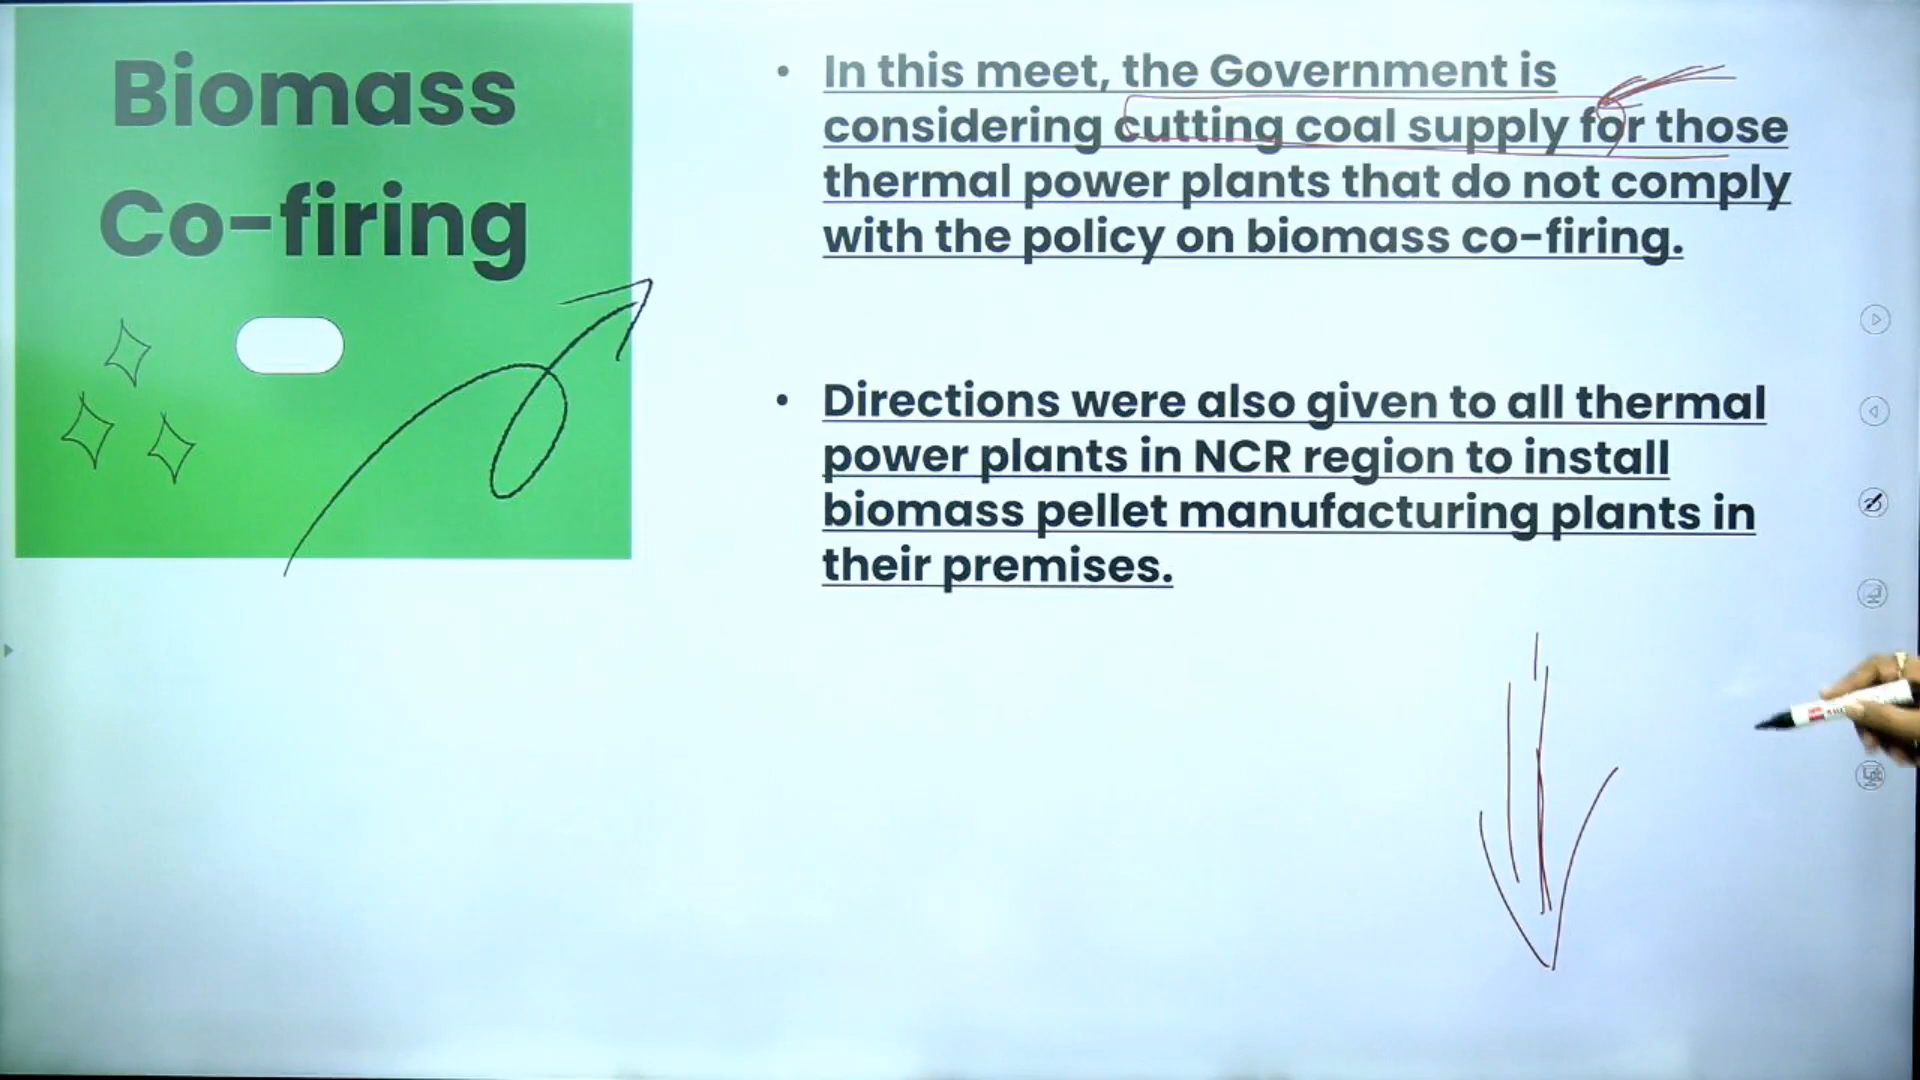 Biomass
Co-firing
• In this meet, the Government is
considering cutting coal supply for those
thermal power plants that do not comply
with the policy on biomass co-firing.
• Directions were also given to all thermal
power plants in NCR region to install
biomass pellet manufacturing plants in
their premises.